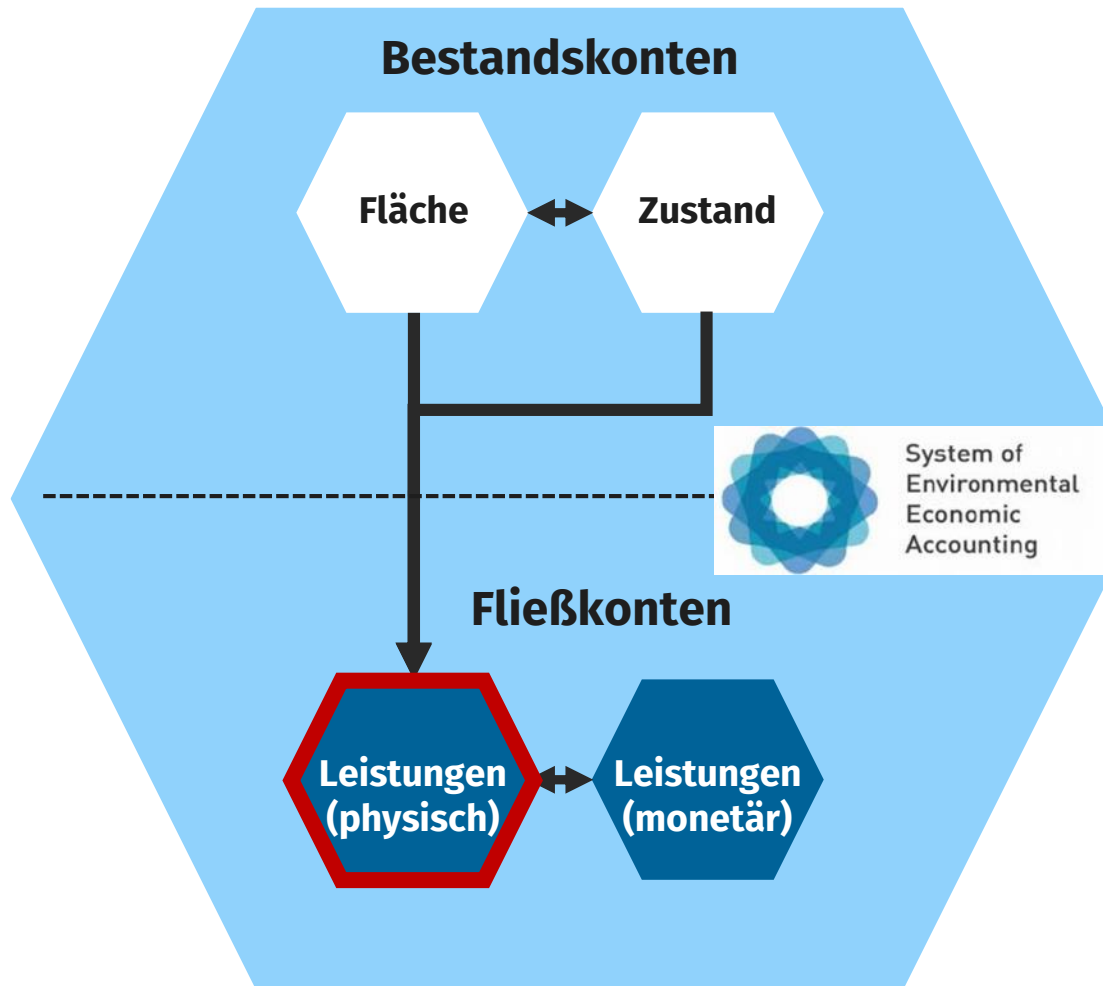 Bestandskonten
Fläche
Zustand
System of
Environmental
Economic
Accounting
Fließkonten
Leistungen
(physisch)
Leistungen
(monetär)